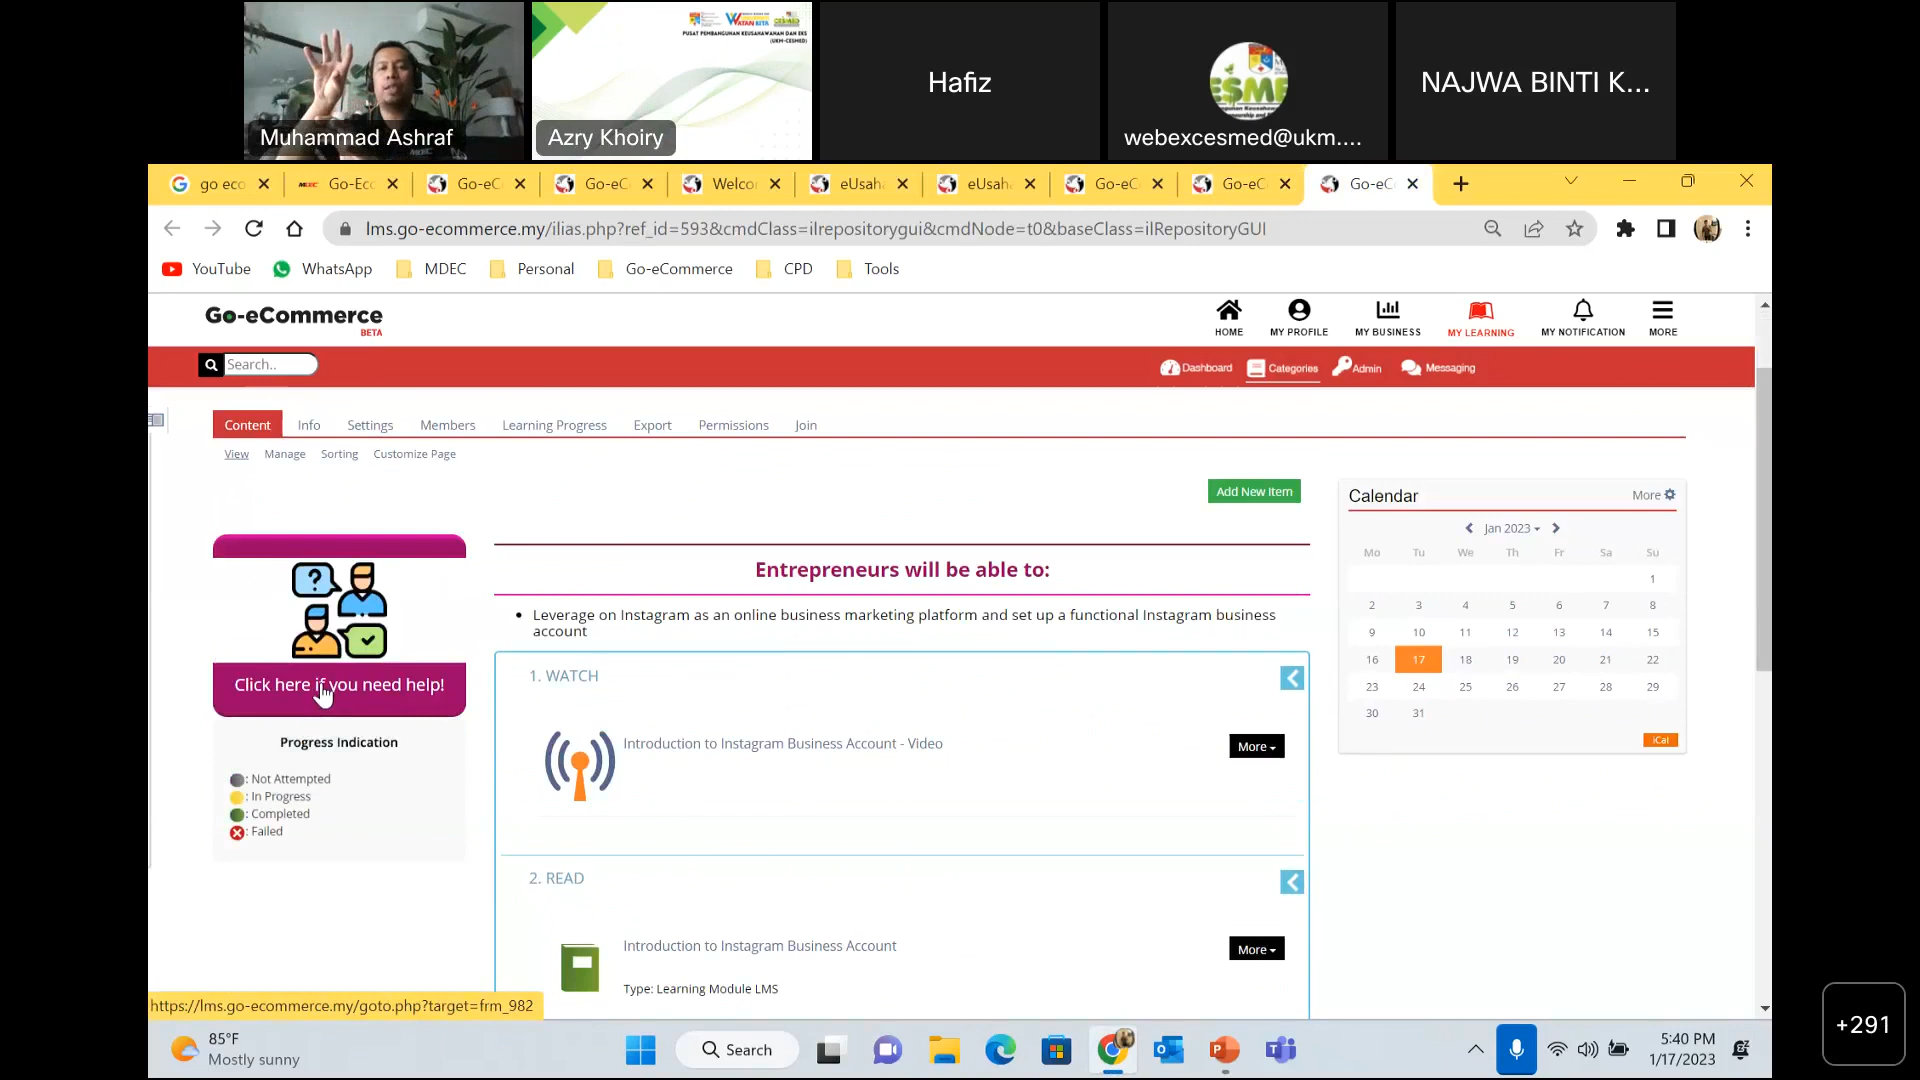 Muhammad Ashraf
WATAN KITA
PUSAT PEMBANGUNAN KEUSAHAWANAN DAN EKS
(UKM-CESMED)
Azry Khoiry
Hafiz
webexcesmed@ukm....
NAJWA BINTI K...
go eco
Go-Ecc
Go-eC
Go-eC
Welco
eUsah
eUsah
Go-eC
Go-eC
Go-eC
lms.go-ecommerce.my/ilias.php?ref_id=593&cmdClass=ilrepositorygui&cmdNode=t0&baseClass=ilRepositoryGUI
YouTube
WhatsApp
MDEC
Personal
Go-eCommerce
CPD
Tools
Go-eCommerce
BETA
HOME
MY PROFILE
MY BUSINESS
MY LEARNING
MY NOTIFICATION
MORE
Search..
Dashboard
Categories
Admin
Messaging
Content
Info
Settings
Members
Learning Progress
Export
Permissions
Join
View
Manage
Sorting
Customize Page
Add New Item
Click here if you need help!
Progress Indication
: Not Attempted
: In Progress
: Completed
: Failed
Entrepreneurs will be able to:
• Leverage on Instagram as an online business marketing platform and set up a functional Instagram business
account
1. WATCH
Introduction to Instagram Business Account - Video
More
2. READ
Introduction to Instagram Business Account
More
Type: Learning Module LMS
Calendar
More
Jan 2023
Mo Tu We Th Fr Sa Su
1
2 3 4 5 6 7 8
9 10 11 12 13 14 15
16 17 18 19 20 21 22
23 24 25 26 27 28 29
30 31
iCal
https://lms.go-ecommerce.my/goto.php?target=frm_982
85°F
Mostly sunny
Search
5:40 PM
1/17/2023
+291